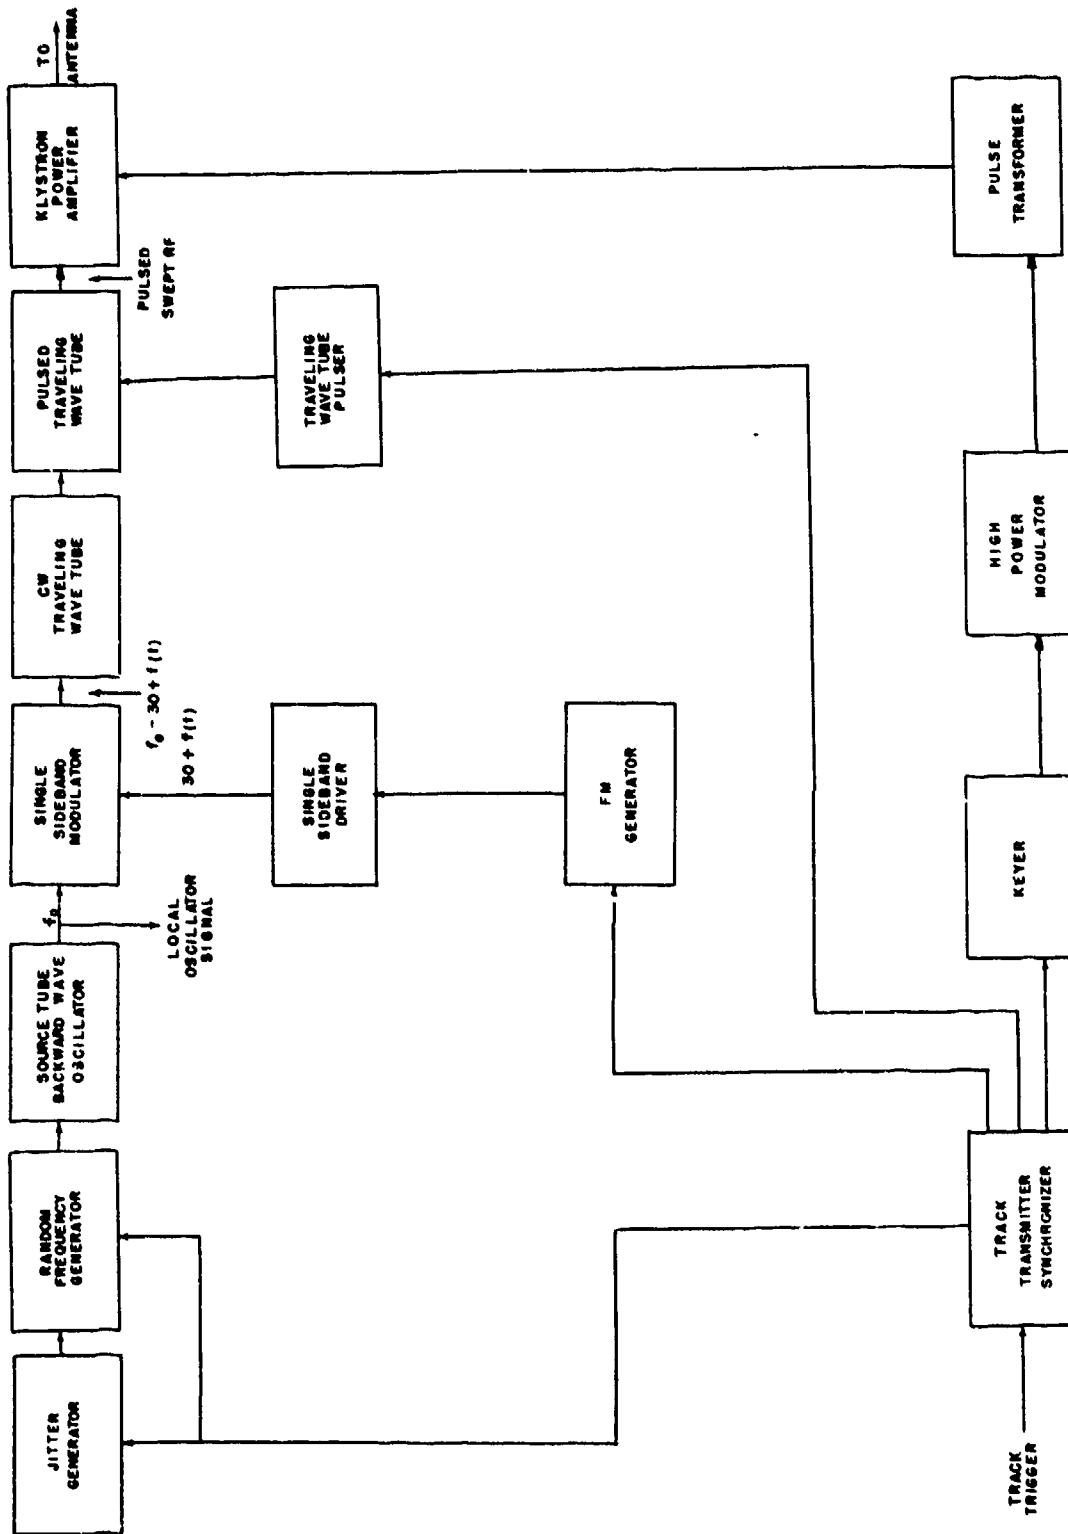 JITTER
GENERATOR
RANDOM
FREQUENCY
GENERATOR
SOURCE TUBE
BACKWARD WAVE
OSCILLATOR
f₀
LOCAL
OSCILLATOR
SIGNAL
SINGLE
SIDEBAND
MODULATOR
f₀ - 30 + f(t)
30 + f(t)
CW
TRAVELING
WAVE TUBE
PULSED
TRAVELING
WAVE TUBE
PULSED
SWEPT RF
KLYSTRON
POWER
AMPLIFIER
TO
ANTENNA
SINGLE
SIDEBAND
DRIVER
TRAVELING
WAVE TUBE
PULSER
FM
GENERATOR
TRACK
TRIGGER
TRACK
TRANSMITTER
SYNCHRONIZER
KEYER
HIGH
POWER
MODULATOR
PULSE
TRANSFORMER